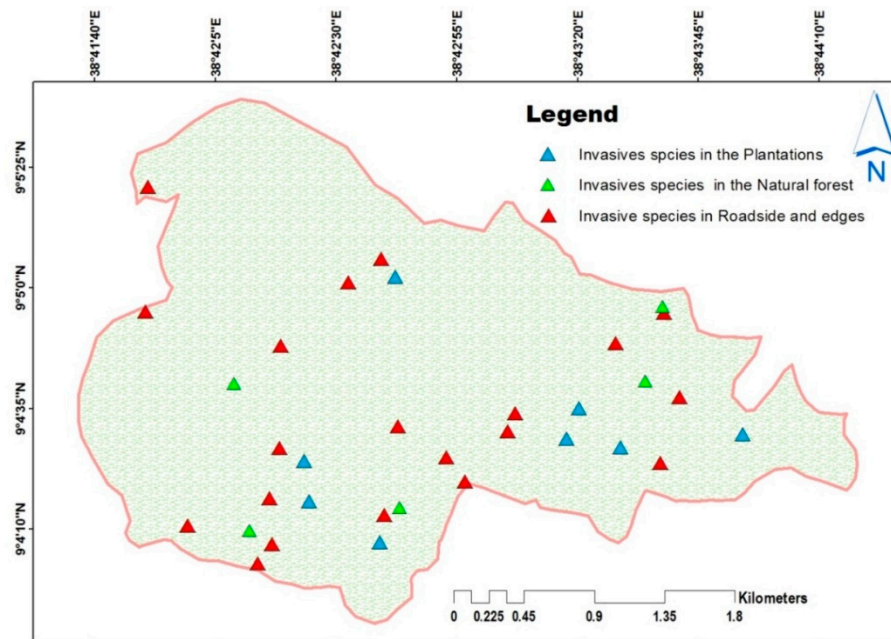 38°41'40"E
38°42'5"E
38°42'30"E
38°42'55"E
38°43'20"E
38°43'45"E
38°44'10"E
Legend
Invasives spcies in the Plantations
Invasives species in the Natural forest
Invasive species in Roadside and edges
N
9°5'25"N
9°5'0"N
9°4'35"N
9°4'10"N
Kilometers
0 0.225 0.45 0.9 1.35 1.8